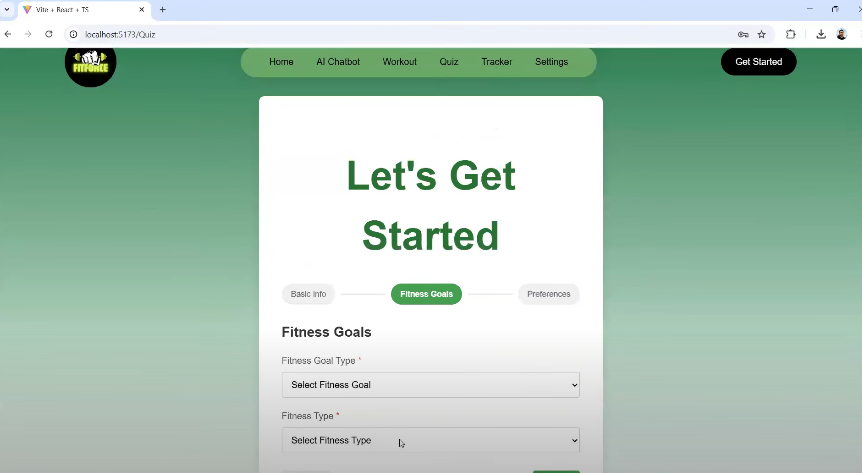 Vite + React + TS
localhost:5173/Quiz
FITFORCE
Home AI Chatbot Workout Quiz Tracker Settings
Get Started
Let's Get
Started
Basic Info Fitness Goals Preferences
Fitness Goals
Fitness Goal Type *
Select Fitness Goal
Fitness Type *
Select Fitness Type